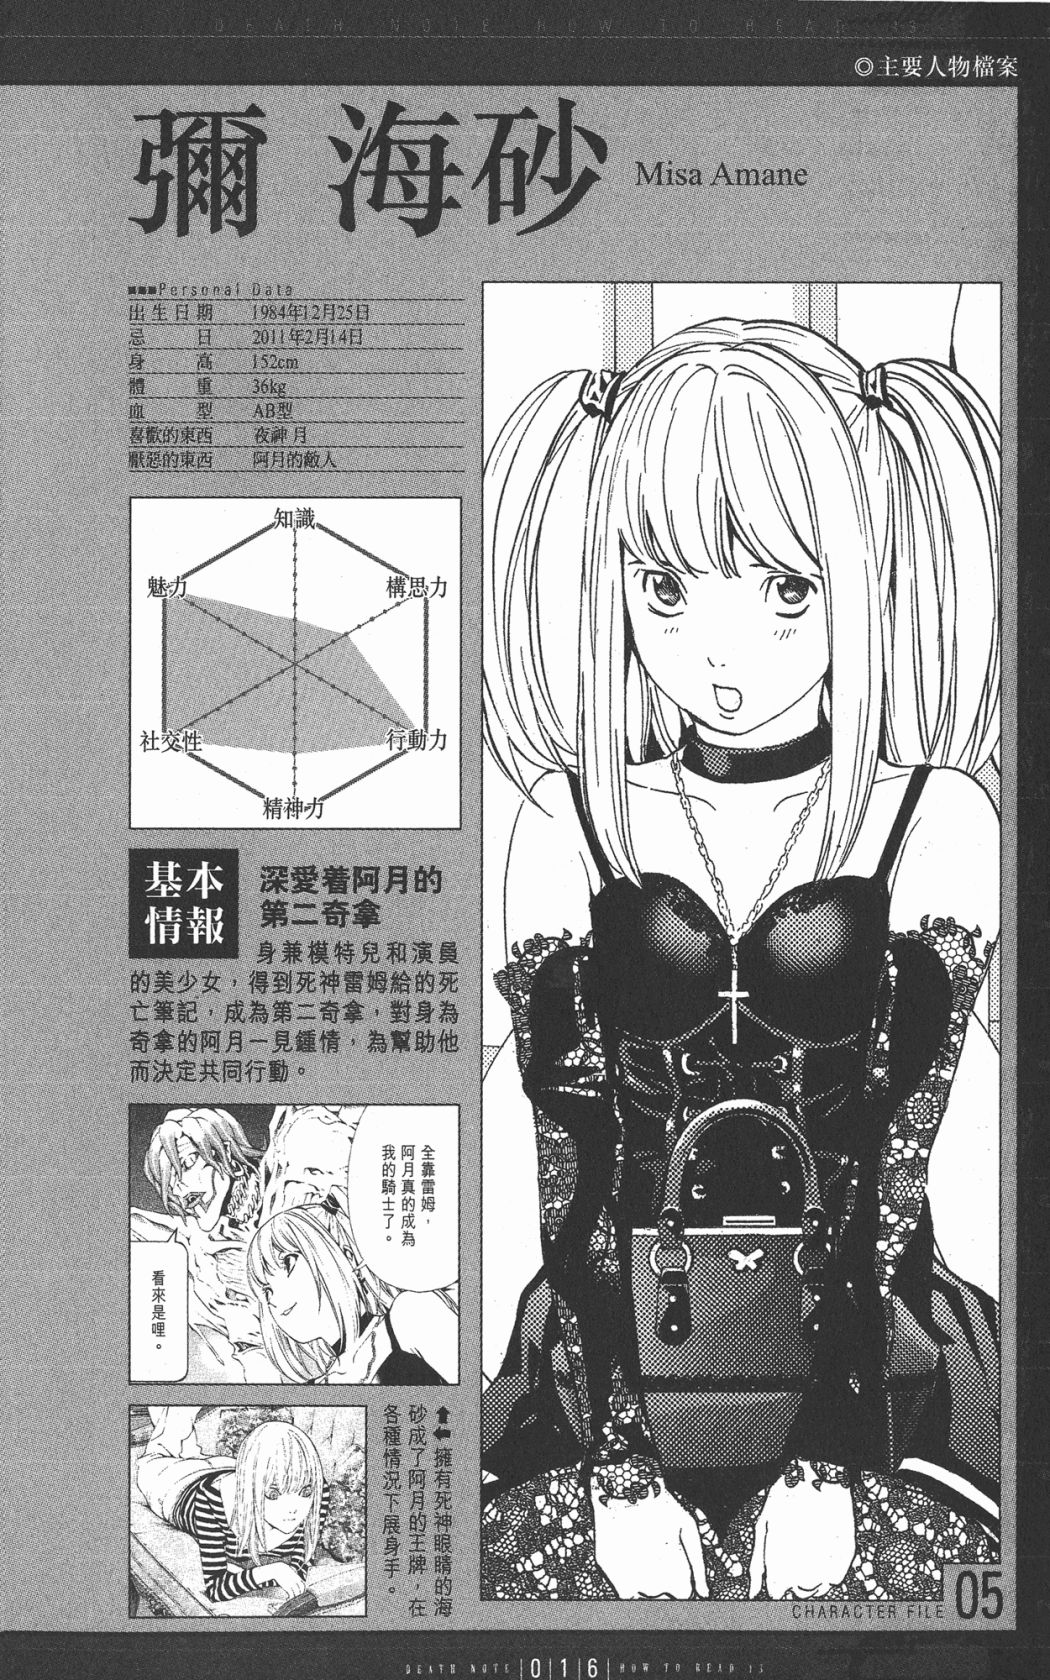 DEATH NOTE HOW TO READ 13
◎主要人物檔案
彌 海砂 Misa Amane
Personal Data
出生日期 1984年12月25日
忌日 2011年2月14日
身高 152cm
體重 36kg
血型 AB型
喜歡的東西 夜神 月
厭惡的東西 阿月的敵人
知識
魅力
構思力
社交性
行動力
精神力
基本
情報
深愛着阿月的
第二奇拿
身兼模特兒和演員
的美少女，得到死神雷姆給的死
亡筆記，成為第二奇拿，對身為
奇拿的阿月一見鍾情，為幫助他
而決定共同行動。
全靠雷姆，
阿月真的成為
我的騎士了。
看來是哩。
⬆⬅擁有死神眼睛的海
砂成了阿月的王牌，在
各種情況下展身手。
CHARACTER FILE 05
DEATH NOTE |0|1|6| HOW TO READ 13